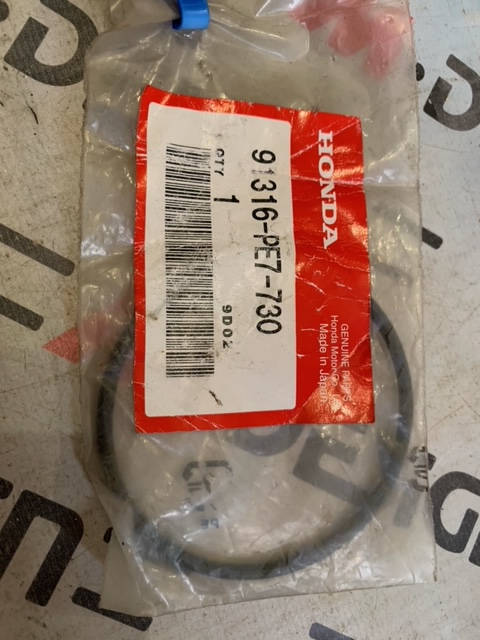 HONDA
GENUINE PARTS
Honda Motor Co., Ltd.
Made in Japan
91316-PE7-730
QTY
1
9D02